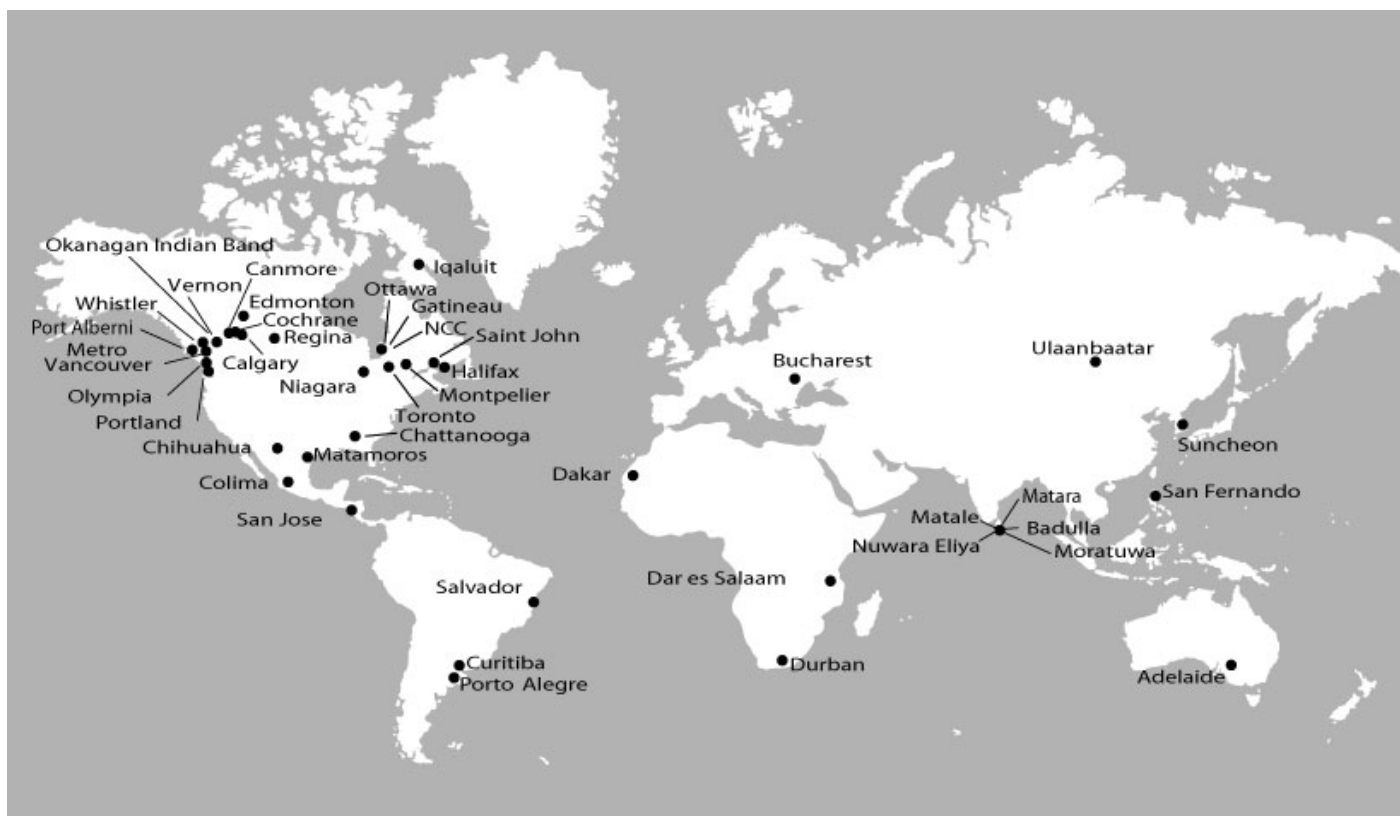 Okanagan Indian Band
Canmore
Iqaluit
Vernon
Ottawa
Gatineau
Whistler
Edmonton
NCC
Port Alberni
Cochrane
Saint John
Metro
Vancouver
Regina
Calgary
Halifax
Niagara
Montpelier
Olympia
Toronto
Portland
Chattanooga
Chihuahua
Matamoros
Colima
San Jose
Salvador
Curitiba
Porto Alegre
Bucharest
Ulaanbaatar
Suncheon
Dakar
San Fernando
Matara
Matale
Badulla
Nuwara Eliya
Moratuwa
Dar es Salaam
Durban
Adelaide